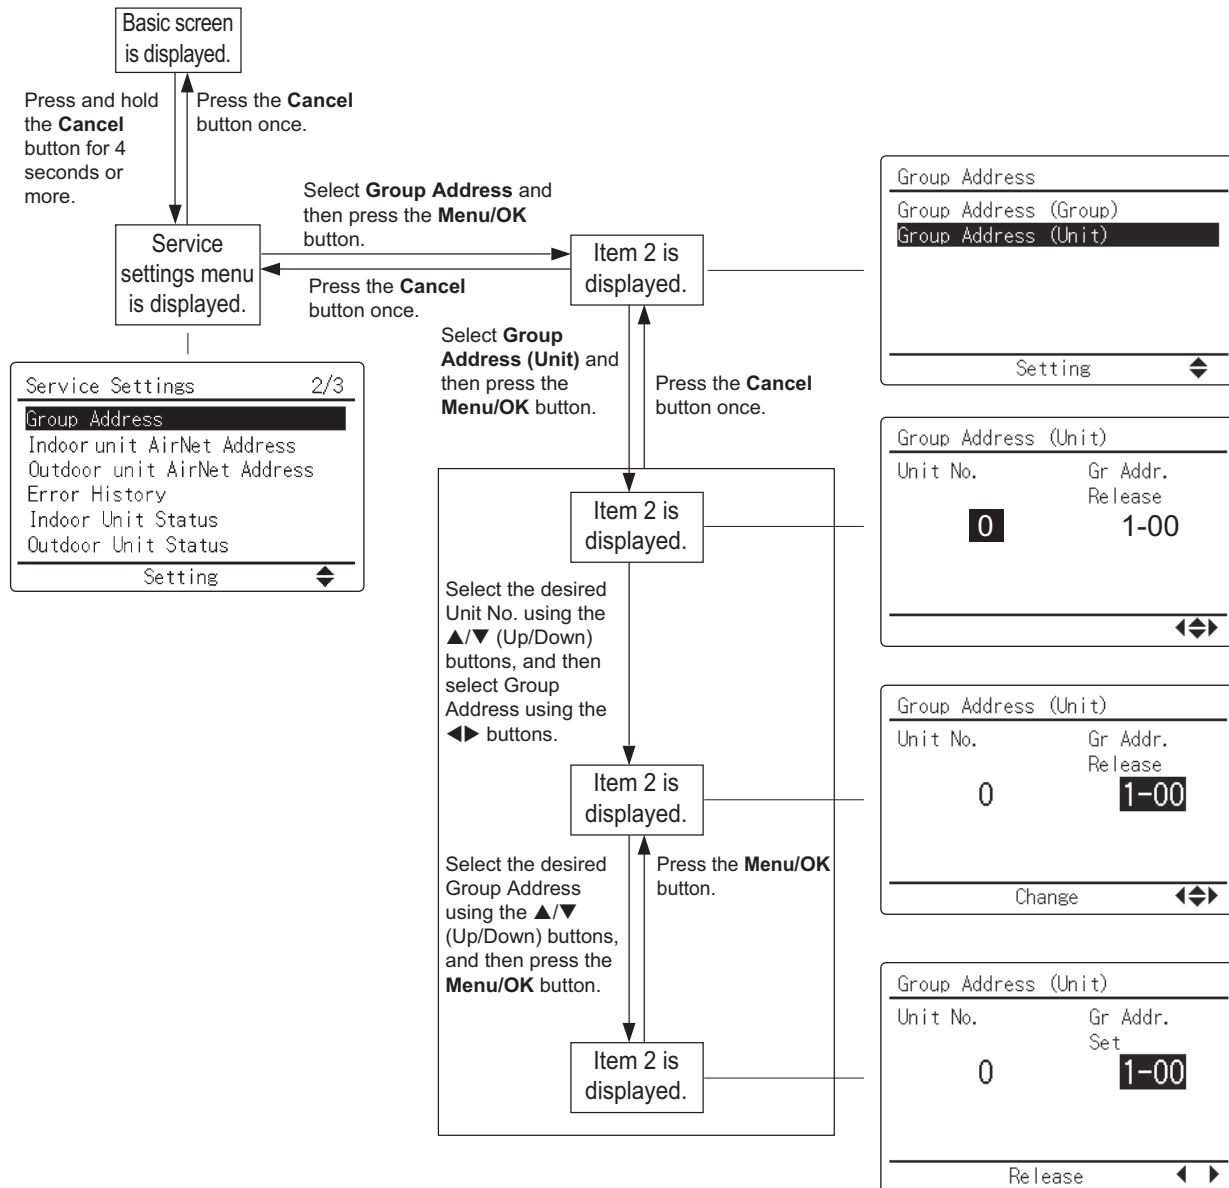 Basic screen
is displayed.
Press and hold
the Cancel
button for 4
seconds or
more.
Press the Cancel
button once.
Service
settings menu
is displayed.
Select Group Address and
then press the Menu/OK
button.
Press the Cancel
button once.
Item 2 is
displayed.
Group Address
Group Address (Group)
Group Address (Unit)
Setting
Service Settings 2/3
Group Address
Indoor unit AirNet Address
Outdoor unit AirNet Address
Error History
Indoor Unit Status
Outdoor Unit Status
Setting
Select Group
Address (Unit) and
then press the
Menu/OK button.
Press the Cancel
button once.
Item 2 is
displayed.
Group Address (Unit)
Unit No. Gr Addr.
Release
0 1-00
Select the desired
Unit No. using the
▲/▼ (Up/Down)
buttons, and then
select Group
Address using the
◀▶ buttons.
Item 2 is
displayed.
Group Address (Unit)
Unit No. Gr Addr.
Release
0 1-00
Change
Select the desired
Group Address
using the ▲/▼
(Up/Down) buttons,
and then press the
Menu/OK button.
Press the Menu/OK
button.
Item 2 is
displayed.
Group Address (Unit)
Unit No. Gr Addr.
Set
0 1-00
Release